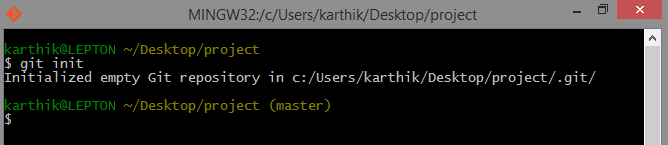 MINGW32:/c/Users/karthik/Desktop/project
karthik@LEPTON ~/Desktop/project
$ git init
Initialized empty Git repository in c:/Users/karthik/Desktop/project/.git/
karthik@LEPTON ~/Desktop/project (master)
$